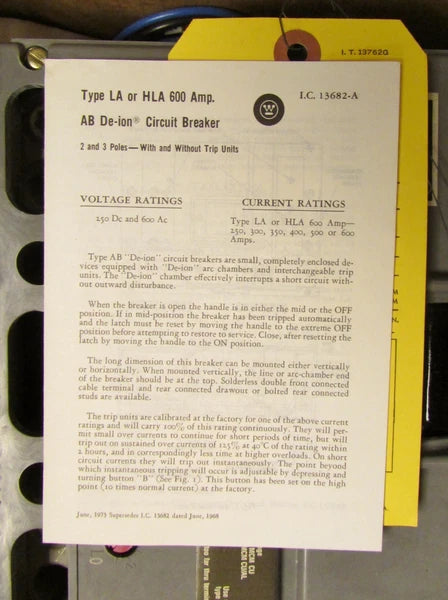 I. T. 13762G
Type LA or HLA 600 Amp.
I.C. 13682-A
AB De-ion® Circuit Breaker
2 and 3 Poles—With and Without Trip Units
VOLTAGE RATINGS
250 Dc and 600 Ac
CURRENT RATINGS
Type LA or HLA 600 Amp—
250, 300, 350, 400, 500 or 600
Amps.
Type AB "De-ion" circuit breakers are small, completely enclosed de-
vices equipped with "De-ion" arc chambers and interchangeable trip
units. The "De-ion" chamber effectively interrupts a short circuit with-
out outward disturbance.
When the breaker is open the handle is in either the mid or the OFF
position. If in mid-position the breaker has been tripped automatically
and the latch must be reset by moving the handle to the extreme OFF
position before attempting to restore to service. Close, after resetting the
latch by moving the handle to the ON position.
The long dimension of this breaker can be mounted either vertically
or horizontally. When mounted vertically, the line or arc-chamber end
of the breaker should be at the top. Solderless double front connected
cable terminal and rear connected drawout or bolted rear connected
studs are available.
The trip units are calibrated at the factory for one of the above current
ratings and will carry 100% of this rating continuously. They will per-
mit small over currents to continue for short periods of time, but will
trip out on sustained over currents of 125% at 40°C of the rating within
2 hours, and in correspondingly less time at higher overloads. On short
circuit currents they will trip out instantaneously. The point beyond
which instantaneous tripping will occur is adjustable by depressing and
turning button "B" (See Fig. 1). This button has been set on the high
point (10 times normal current) at the factory.
June, 1973 Supersedes I.C. 13682 dated June, 1968